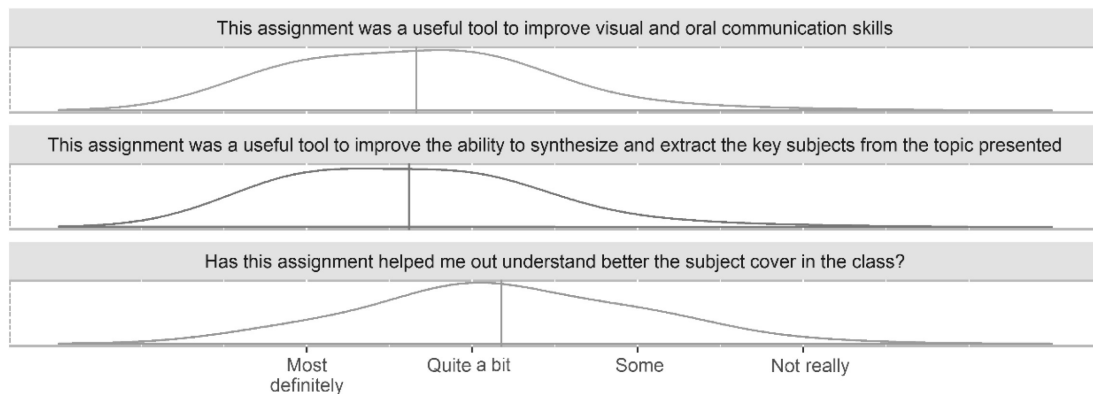 This assignment was a useful tool to improve visual and oral communication skills
This assignment was a useful tool to improve the ability to synthesize and extract the key subjects from the topic presented
Has this assignment helped me out understand better the subject cover in the class?
Most definitely
Quite a bit
Some
Not really